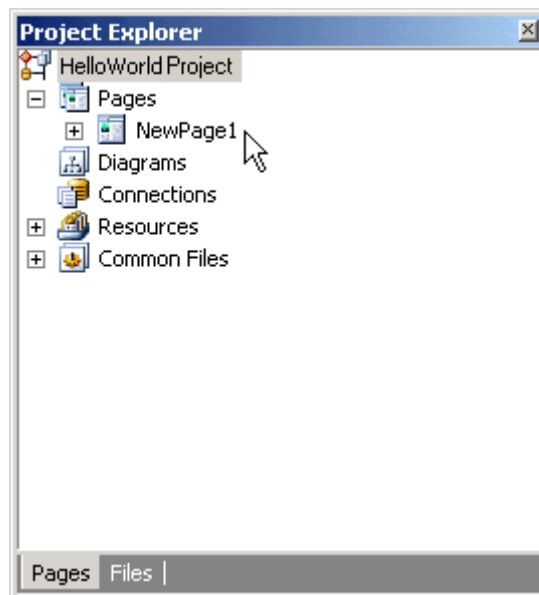 Project Explorer
HelloWorld Project
Pages
NewPage1
Diagrams
Connections
Resources
Common Files
Pages Files